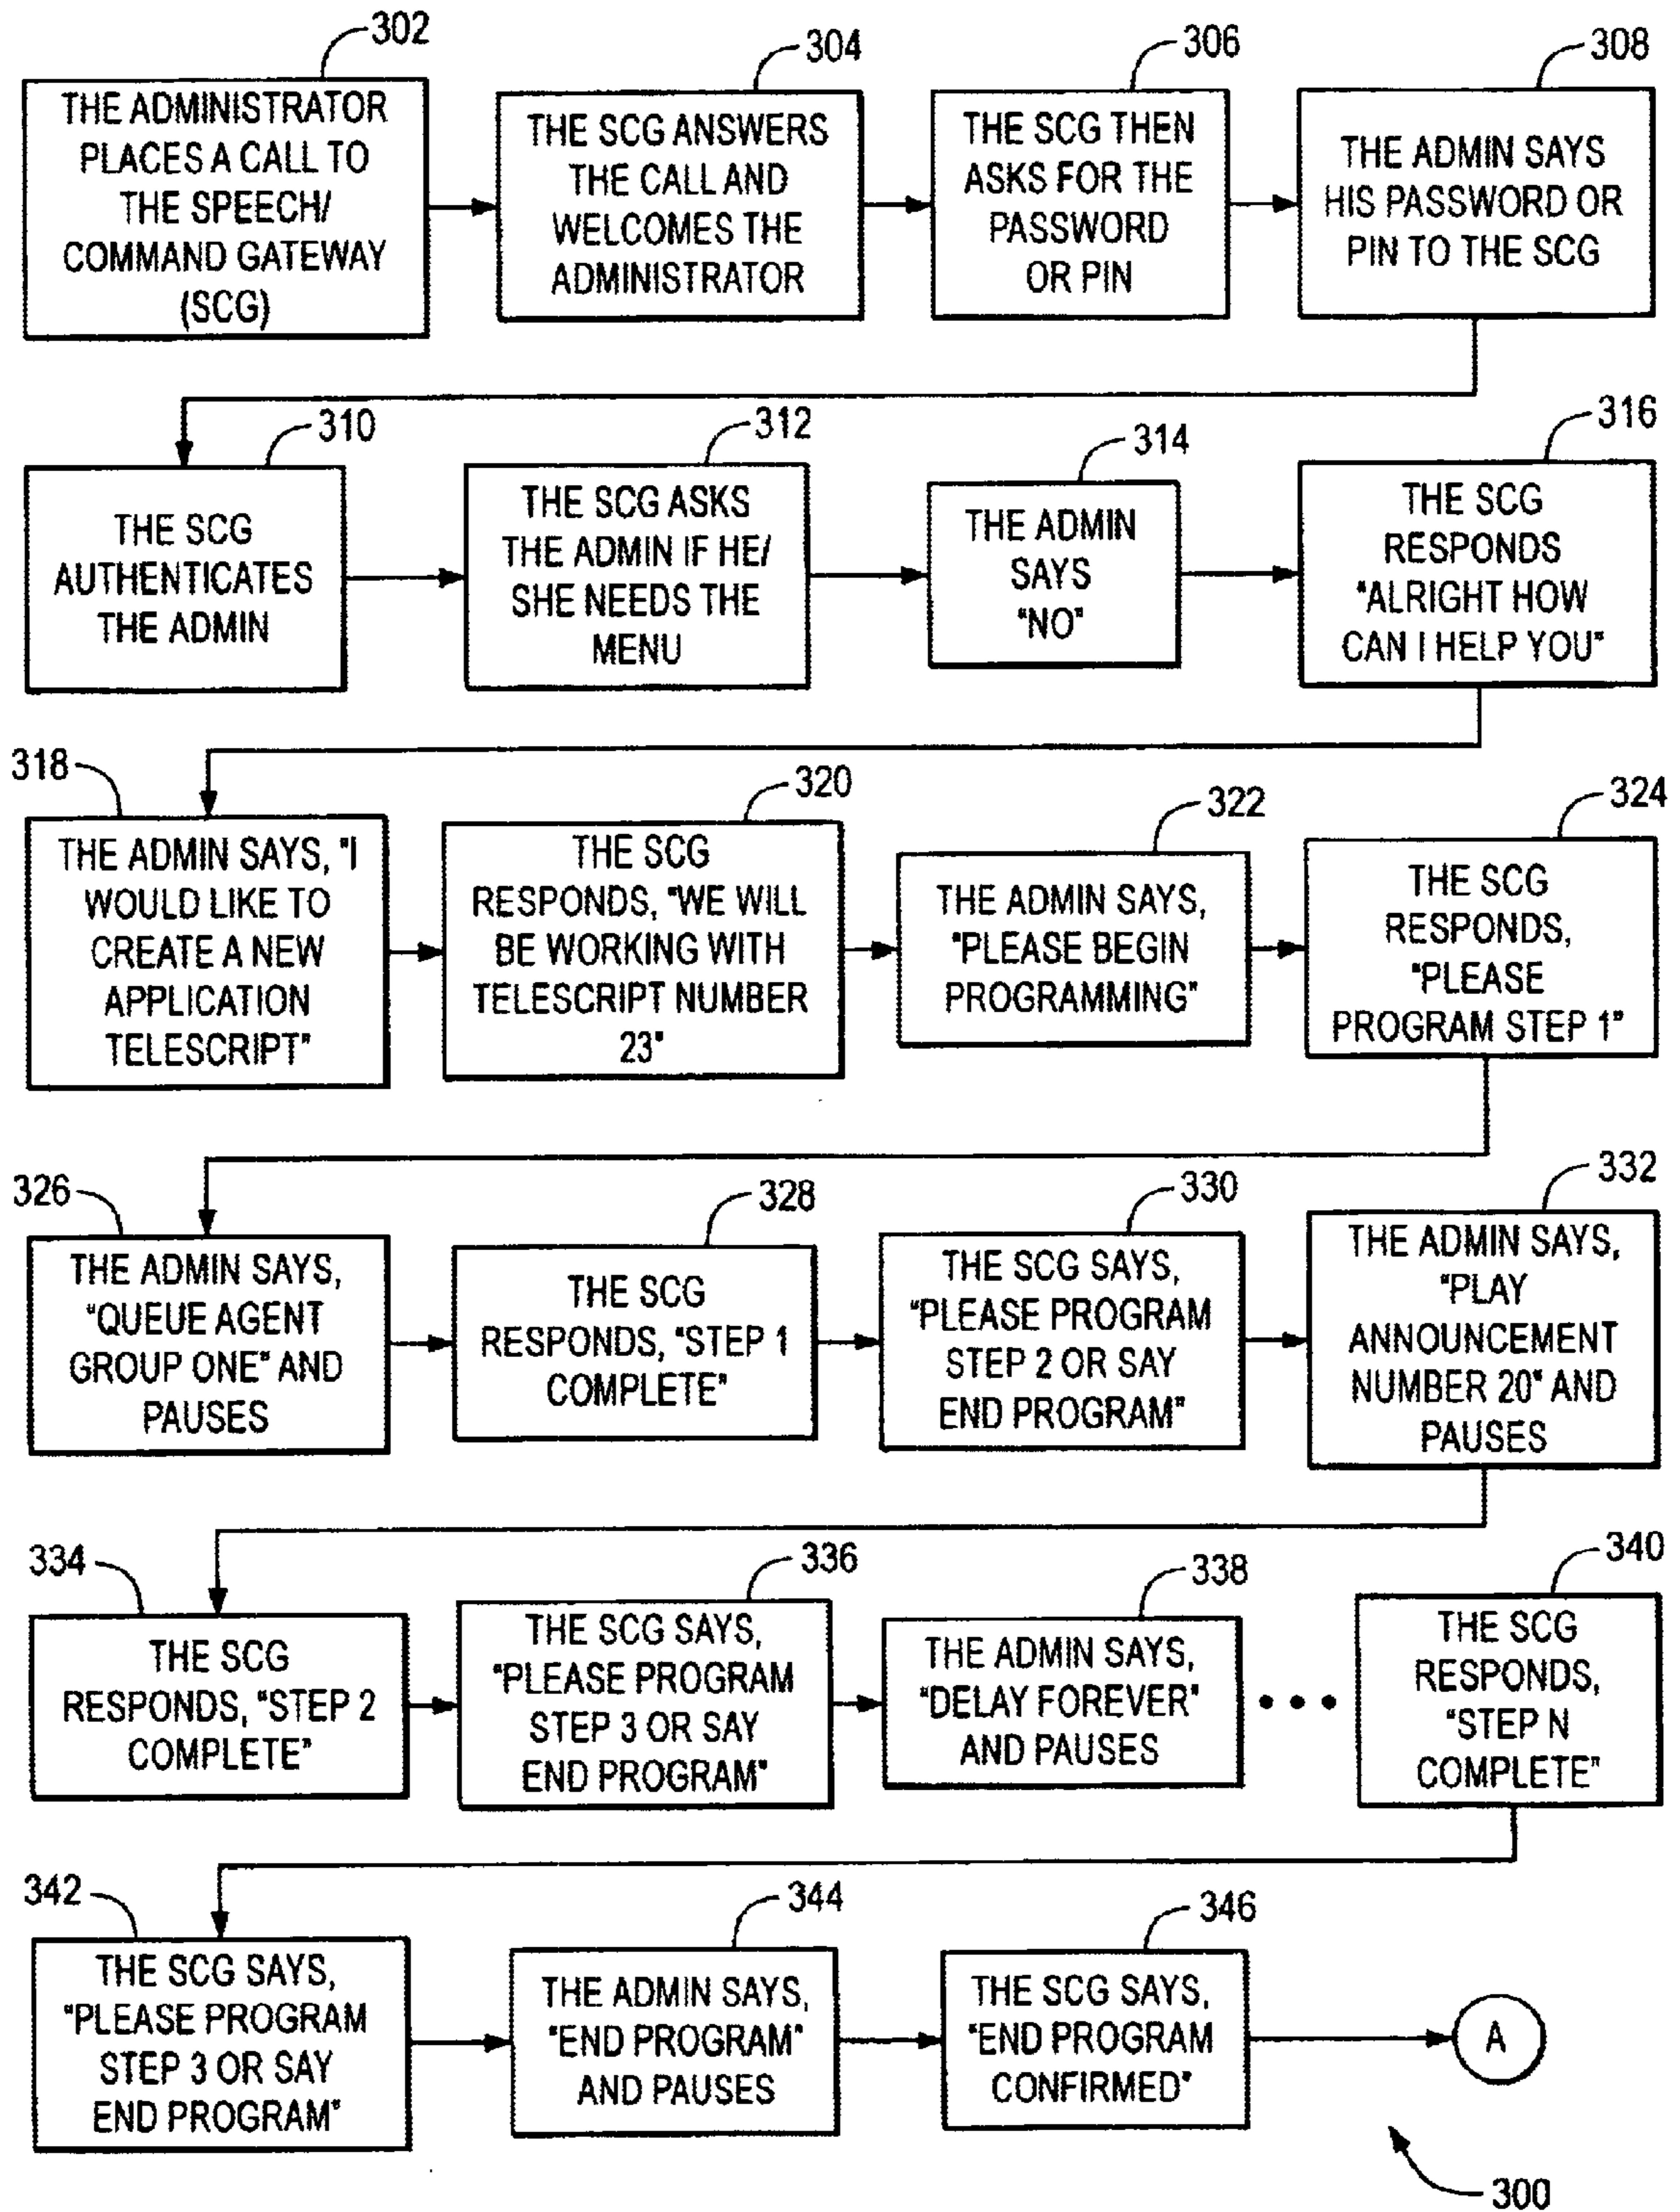 302
THE ADMINISTRATOR
PLACES A CALL TO
THE SPEECH/
COMMAND GATEWAY
(SCG)
304
THE SCG ANSWERS
THE CALL AND
WELCOMES THE
ADMINISTRATOR
306
THE SCG THEN
ASKS FOR THE
PASSWORD
OR PIN
308
THE ADMIN SAYS
HIS PASSWORD OR
PIN TO THE SCG
310
THE SCG
AUTHENTICATES
THE ADMIN
312
THE SCG ASKS
THE ADMIN IF HE/
SHE NEEDS THE
MENU
314
THE ADMIN
SAYS
"NO"
316
THE SCG
RESPONDS
"ALRIGHT HOW
CAN I HELP YOU"
318
THE ADMIN SAYS, "I
WOULD LIKE TO
CREATE A NEW
APPLICATION
TELESCRIPT"
320
THE SCG
RESPONDS, "WE WILL
BE WORKING WITH
TELESCRIPT NUMBER
23"
322
THE ADMIN SAYS,
"PLEASE BEGIN
PROGRAMMING"
324
THE SCG
RESPONDS,
"PLEASE
PROGRAM STEP 1"
326
THE ADMIN SAYS,
"QUEUE AGENT
GROUP ONE" AND
PAUSES
328
THE SCG
RESPONDS, "STEP 1
COMPLETE"
330
THE SCG SAYS,
"PLEASE PROGRAM
STEP 2 OR SAY
END PROGRAM"
332
THE ADMIN SAYS,
"PLAY
ANNOUNCEMENT
NUMBER 20" AND
PAUSES
334
THE SCG
RESPONDS, "STEP 2
COMPLETE"
336
THE SCG SAYS,
"PLEASE PROGRAM
STEP 3 OR SAY
END PROGRAM"
338
THE ADMIN SAYS,
"DELAY FOREVER"
AND PAUSES
• • •
340
THE SCG
RESPONDS,
"STEP N
COMPLETE"
342
THE SCG SAYS,
"PLEASE PROGRAM
STEP 3 OR SAY
END PROGRAM"
344
THE ADMIN SAYS,
"END PROGRAM"
AND PAUSES
346
THE SCG SAYS,
"END PROGRAM
CONFIRMED"
A
300